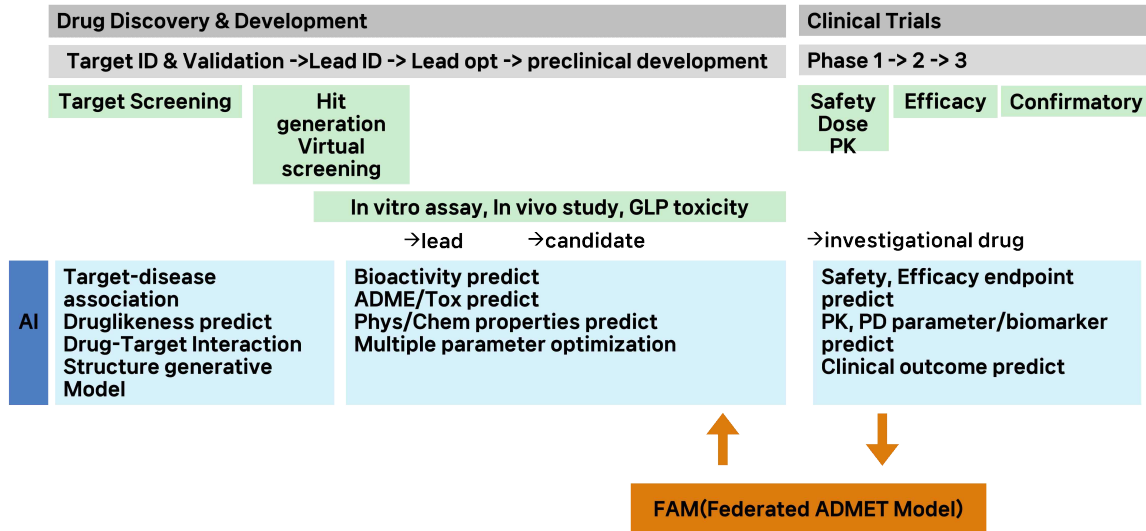 Drug Discovery & Development
Clinical Trials
Target ID & Validation ->Lead ID -> Lead opt -> preclinical development
Phase 1 -> 2 -> 3
Target Screening
Hit
generation
Virtual
screening
Safety
Dose
PK
Efficacy
Confirmatory
In vitro assay, In vivo study, GLP toxicity
→lead
→candidate
→investigational drug
AI
Target-disease
association
Druglikeness predict
Drug-Target Interaction
Structure generative
Model
Bioactivity predict
ADME/Tox predict
Phys/Chem properties predict
Multiple parameter optimization
Safety, Efficacy endpoint
predict
PK, PD parameter/biomarker
predict
Clinical outcome predict
FAM(Federated ADMET Model)